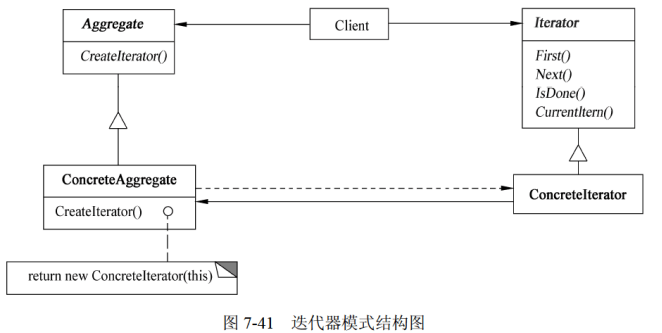 Aggregate
CreateIterator()
Client
Iterator
First()
Next()
IsDone()
CurrentItern()
ConcreteAggregate
CreateIterator()
ConcreteIterator
return new ConcreteIterator(this)
图 7-41 迭代器模式结构图